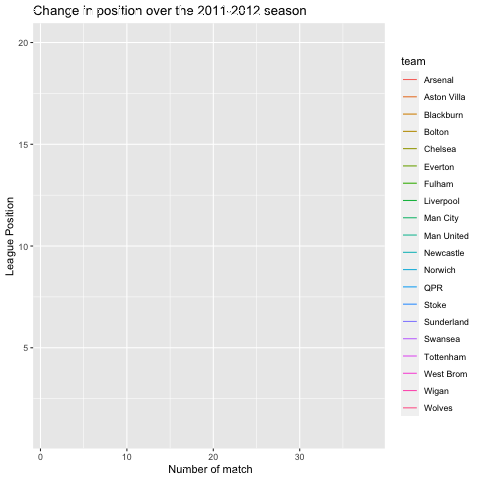 Change in position over the 2011-2012 season
20
15
10
5
0
10
20
30
League Position
Number of match
team
Arsenal
Aston Villa
Blackburn
Bolton
Chelsea
Everton
Fulham
Liverpool
Man City
Man United
Newcastle
Norwich
QPR
Stoke
Sunderland
Swansea
Tottenham
West Brom
Wigan
Wolves